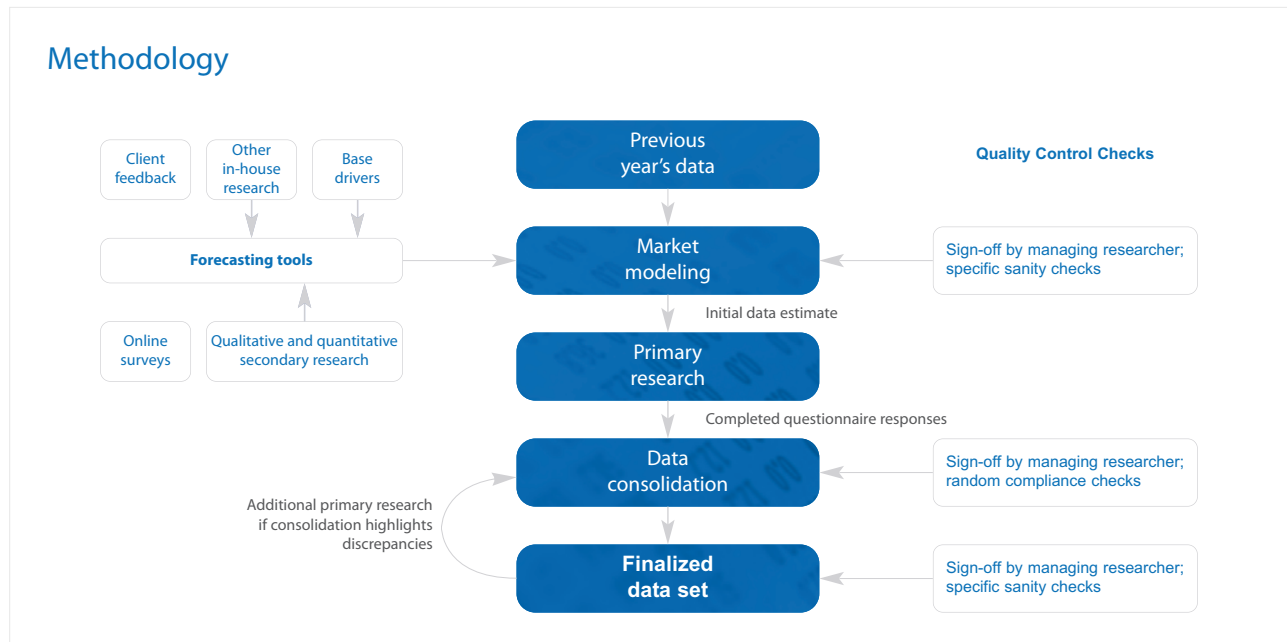 Methodology
Previous
year’s data
Quality Control Checks
Client
feedback
Other
in-house
research
Base
drivers
Forecasting tools
Market
modeling
Sign-off by managing researcher;
specific sanity checks
Initial data estimate
Online
surveys
Qualitative and quantitative
secondary research
Primary
research
Completed questionnaire responses
Data
consolidation
Sign-off by managing researcher;
random compliance checks
Additional primary research
if consolidation highlights
discrepancies
Finalized
data set
Sign-off by managing researcher;
specific sanity checks